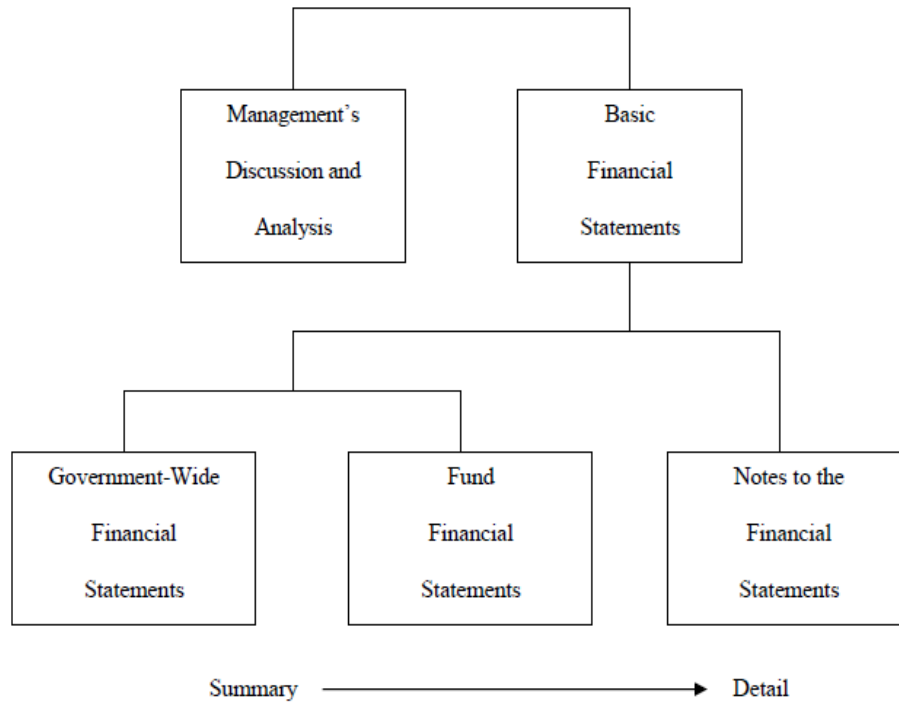 Management’s
Discussion and
Analysis
Basic
Financial
Statements
Government-Wide
Financial
Statements
Fund
Financial
Statements
Notes to the
Financial
Statements
Summary
Detail